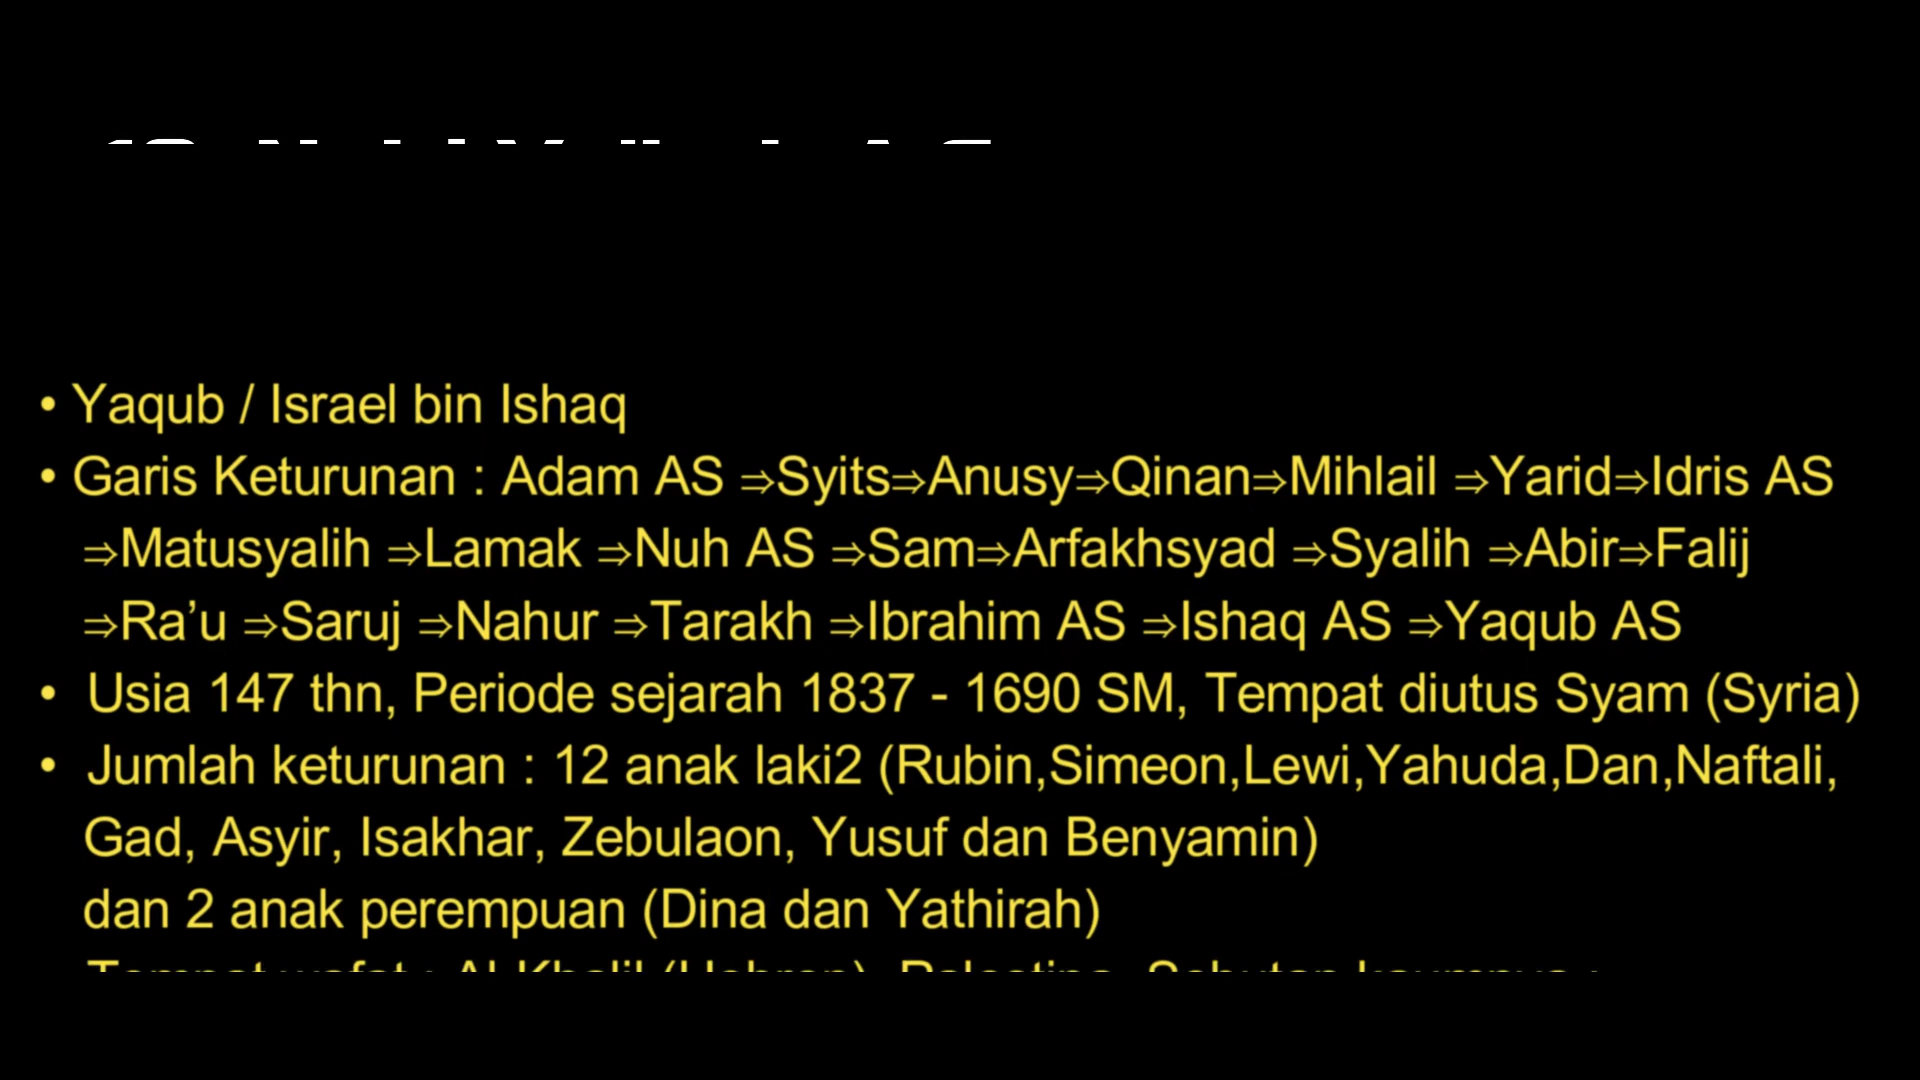 • Yaqub / Israel bin Ishaq
• Garis Keturunan : Adam AS ⇒Syits⇒Anusy⇒Qinan⇒Mihlail ⇒Yarid⇒Idris AS
⇒Matusyalih ⇒Lamak ⇒Nuh AS ⇒Sam⇒Arfakhsyad ⇒Syalih ⇒Abir⇒Falij
⇒Ra’u ⇒Saruj ⇒Nahur ⇒Tarakh ⇒Ibrahim AS ⇒Ishaq AS ⇒Yaqub AS
• Usia 147 thn, Periode sejarah 1837 - 1690 SM, Tempat diutus Syam (Syria)
• Jumlah keturunan : 12 anak laki2 (Rubin,Simeon,Lewi,Yahuda,Dan,Naftali,
Gad, Asyir, Isakhar, Zebulaon, Yusuf dan Benyamin)
dan 2 anak perempuan (Dina dan Yathirah)